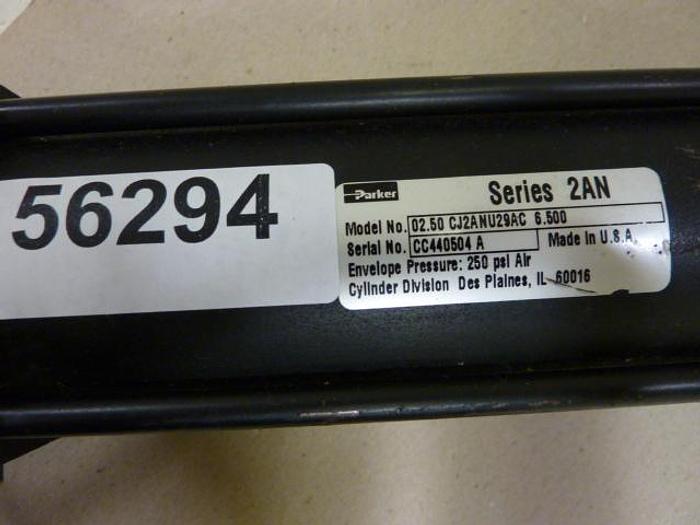 56294
Parker
Series 2AN
Model No. 02.50 CJ2ANU29AC 6.500
Serial No. CC440504 A Made In U.S.A.
Envelope Pressure: 250 psi Air
Cylinder Division Des Plaines, IL 60016